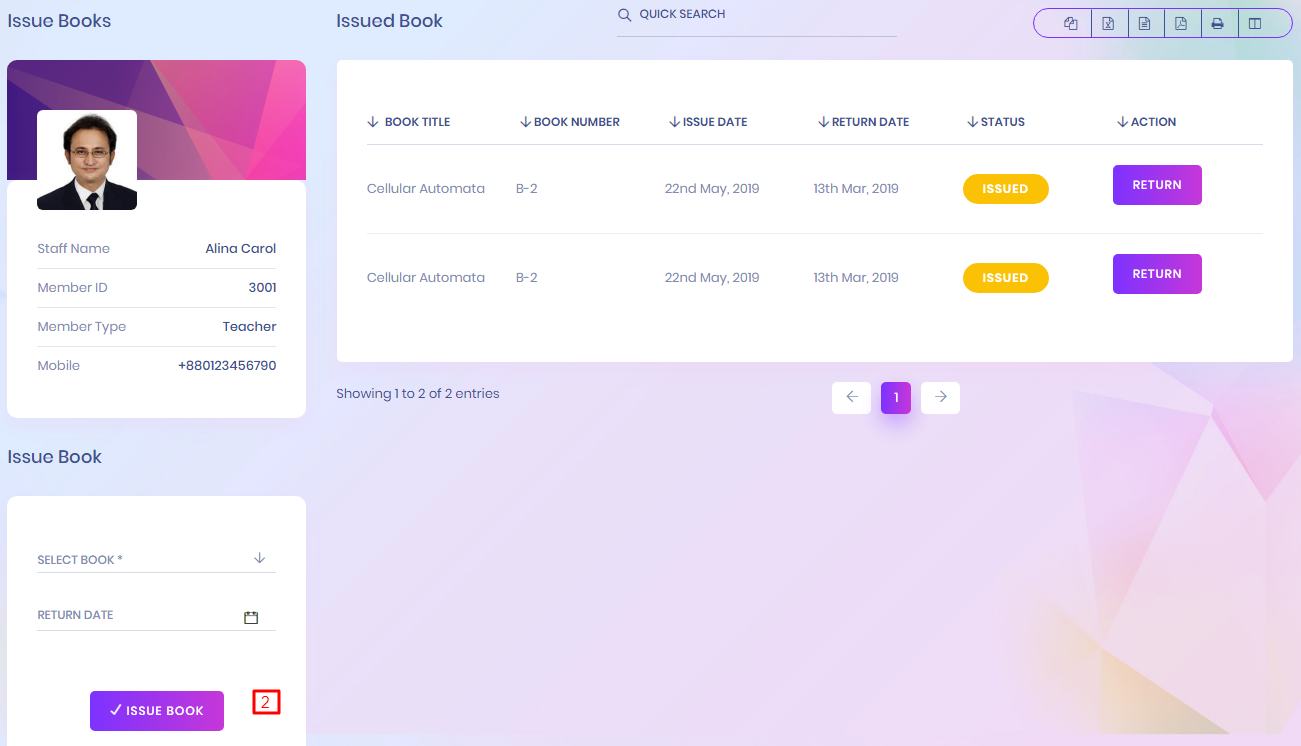 Issue Books
Staff Name Alina Carol
Member ID 3001
Member Type Teacher
Mobile +880123456790
Issue Book
SELECT BOOK *
RETURN DATE
ISSUE BOOK
2
Issued Book
QUICK SEARCH
BOOK TITLE BOOK NUMBER ISSUE DATE RETURN DATE STATUS ACTION
Cellular Automata B-2 22nd May, 2019 13th Mar, 2019 ISSUED RETURN
Cellular Automata B-2 22nd May, 2019 13th Mar, 2019 ISSUED RETURN
Showing 1 to 2 of 2 entries
1